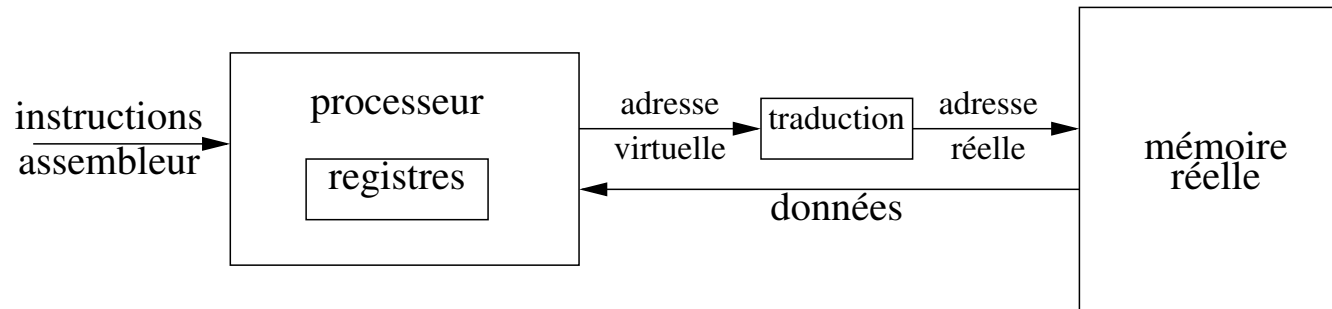 instructions
assembleur
processeur
registres
adresse
virtuelle
traduction
adresse
réelle
données
mémoire
réelle